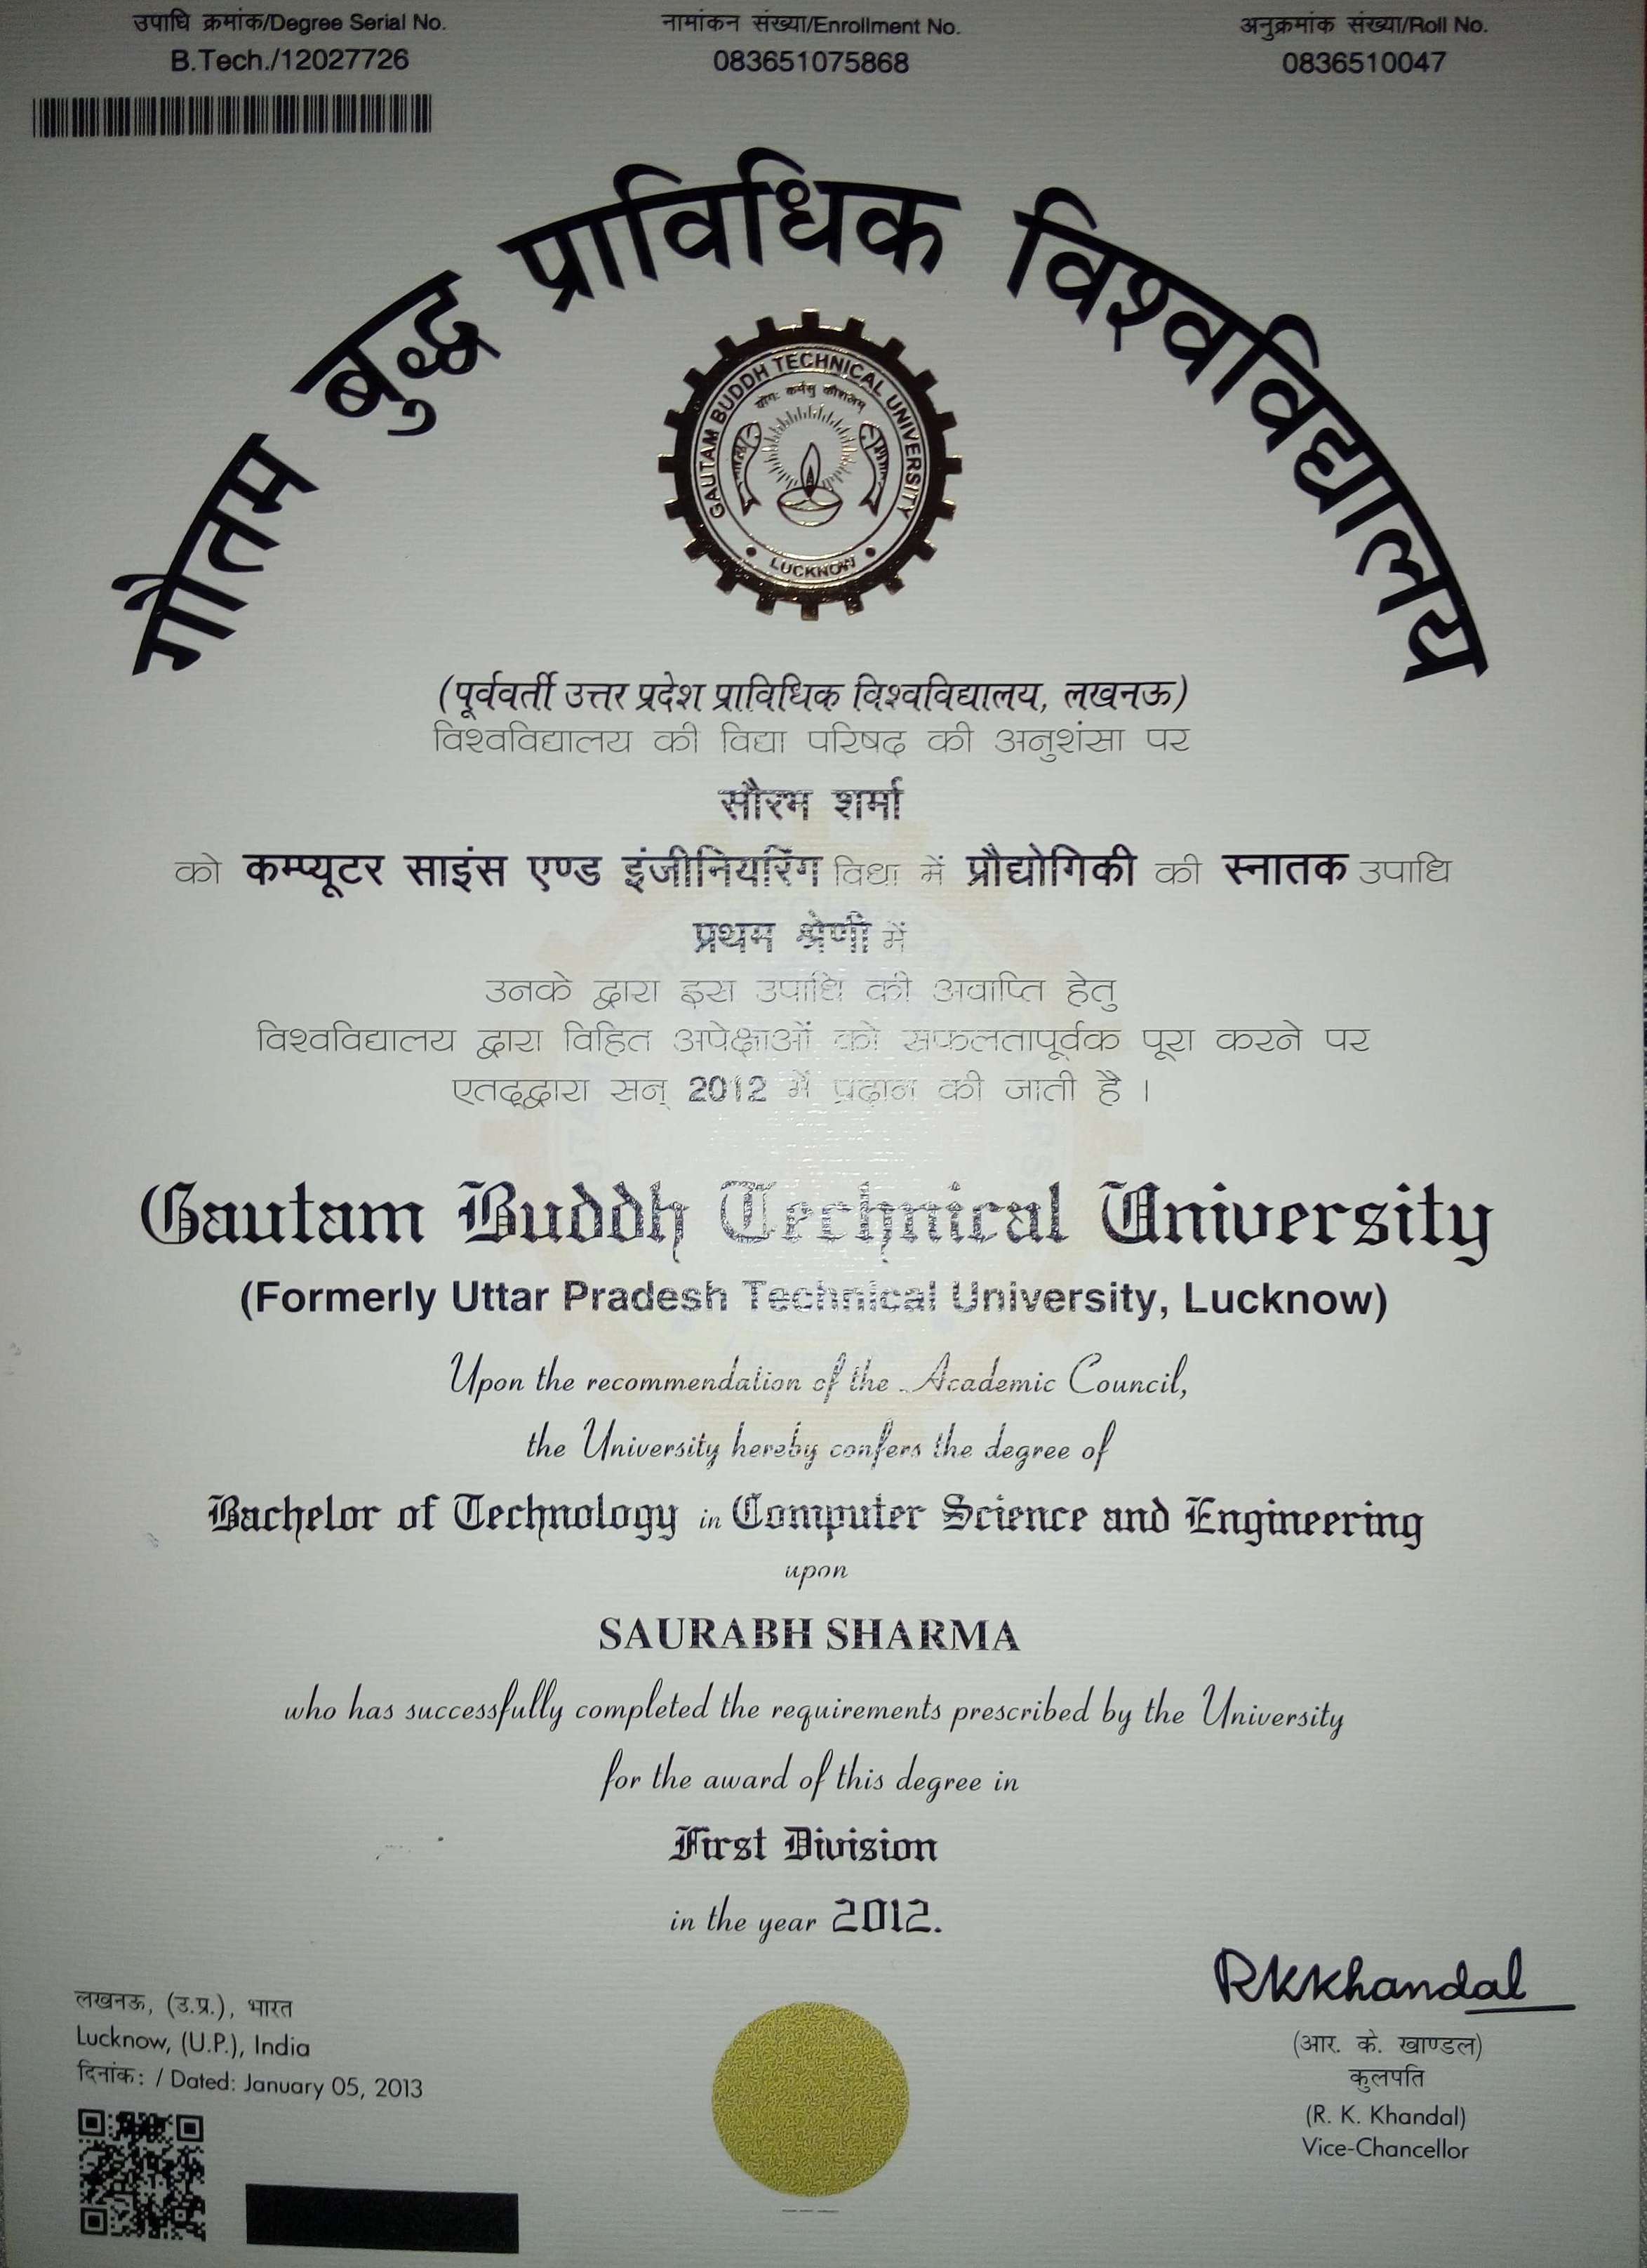 उपाधि क्रमांक/Degree Serial No.
B.Tech./12027726
नामांकन संख्या/Enrollment No.
083651075868
अनुक्रमांक संख्या/Roll No.
0836510047
गौतम बुद्ध प्राविधिक विश्वविद्यालय
GAUTAM BUDDH TECHNICAL UNIVERSITY
योगः कर्मसु कौशलम्
LUCKNOW
(पूर्ववर्ती उत्तर प्रदेश प्राविधिक विश्वविद्यालय, लखनऊ)
विश्वविद्यालय की विद्या परिषद की अनुशंसा पर
सौरभ शर्मा
को कम्प्यूटर साइंस एण्ड इंजीनियरिंग विधा में प्रौद्योगिकी की स्नातक उपाधि
प्रथम श्रेणी में
उनके द्वारा इस उपाधि की अवाप्ति हेतु
विश्वविद्यालय द्वारा विहित अपेक्षाओं को सफलतापूर्वक पूरा करने पर
एतद्द्वारा सन् 2012 में प्रदान की जाती है ।
Gautam Buddh Technical University
(Formerly Uttar Pradesh Technical University, Lucknow)
Upon the recommendation of the Academic Council,
the University hereby confers the degree of
Bachelor of Technology in Computer Science and Engineering
upon
SAURABH SHARMA
who has successfully completed the requirements prescribed by the University
for the award of this degree in
First Division
in the year 2012.
RKKhandal
लखनऊ, (उ.प्र.), भारत
Lucknow, (U.P.), India
दिनांक: / Dated: January 05, 2013
(आर. के. खाण्डल)
कुलपति
(R. K. Khandal)
Vice-Chancellor